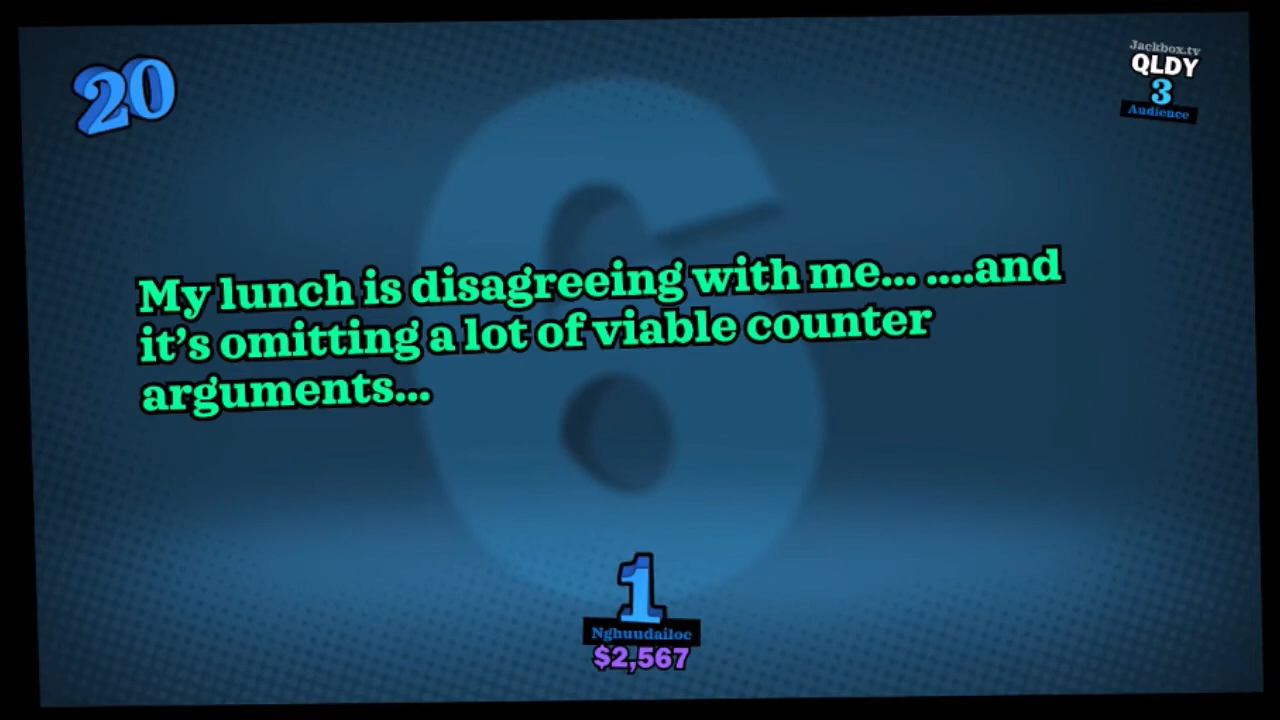 20
Jackbox.tv
QLDY
3
Audience
My lunch is disagreeing with me... ....and
it's omitting a lot of viable counter
arguments...
6
1
Nghuudailoc
$2,567